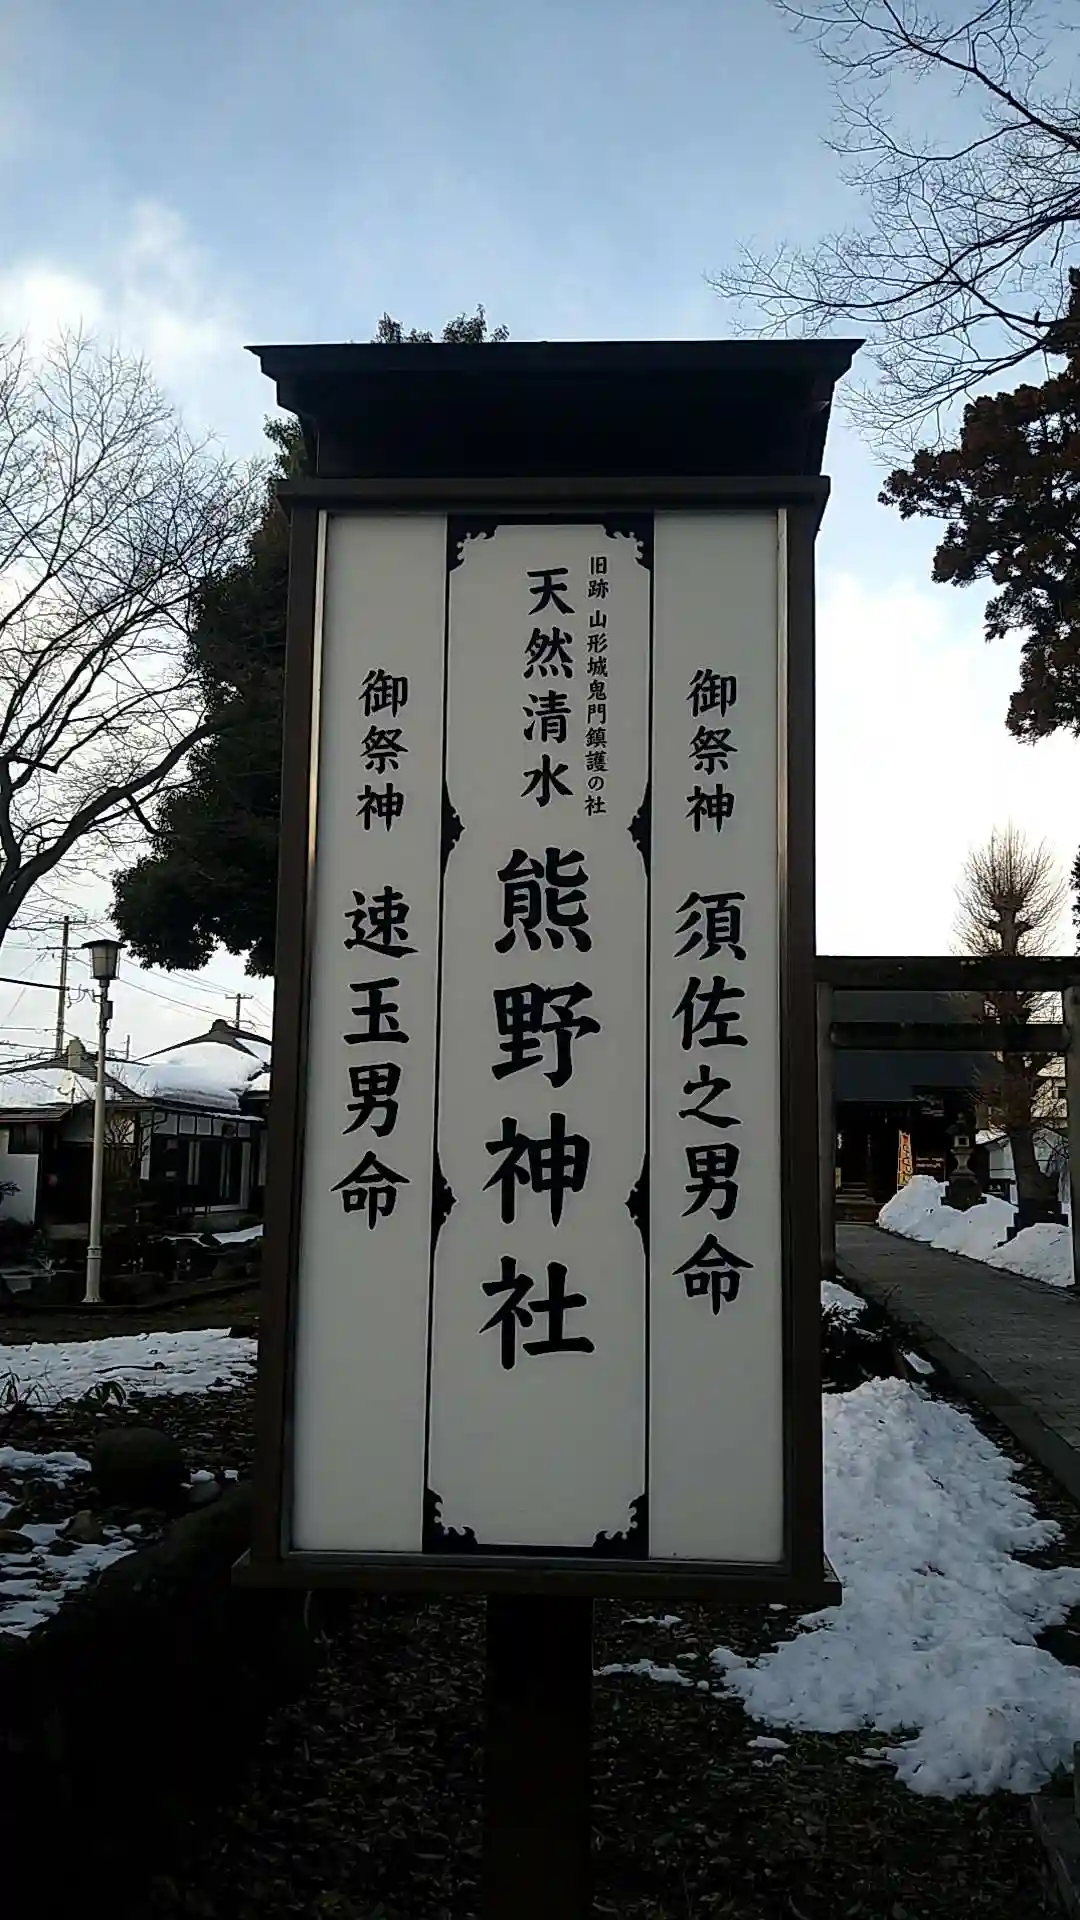 御祭神 須佐之男命
旧跡 山形城鬼門鎮護の社
天然清水 熊野神社
御祭神 速玉男命